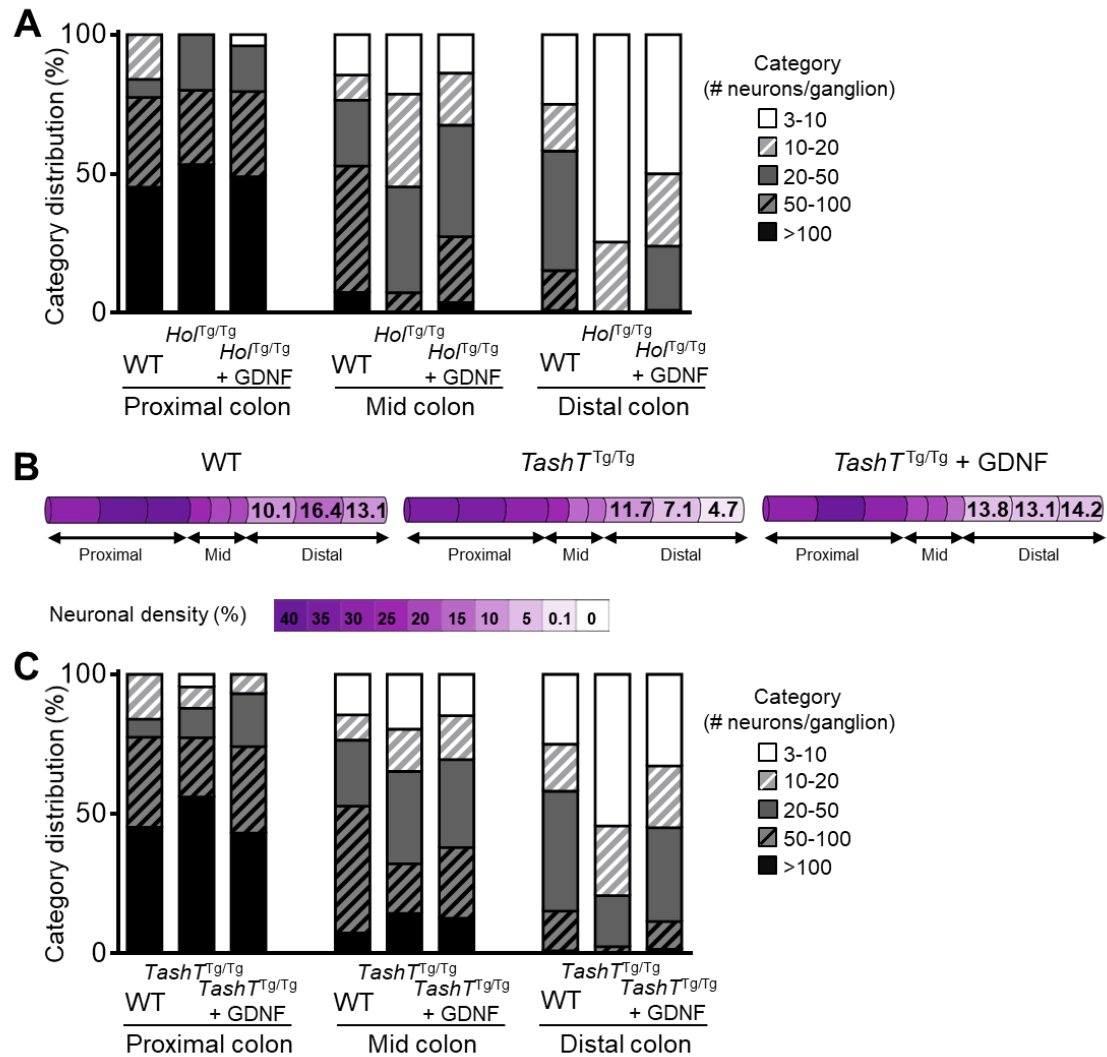 A
Category distribution (%)
100
50
0
WT
Hol^Tg/Tg
Hol^Tg/Tg
+ GDNF
Proximal colon
WT
Hol^Tg/Tg
Hol^Tg/Tg
+ GDNF
Mid colon
WT
Hol^Tg/Tg
Hol^Tg/Tg
+ GDNF
Distal colon
Category
(# neurons/ganglion)
3-10
10-20
20-50
50-100
>100
B
WT
10.1 16.4 13.1
Proximal Mid Distal
TashT^Tg/Tg
11.7 7.1 4.7
Proximal Mid Distal
TashT^Tg/Tg + GDNF
13.8 13.1 14.2
Proximal Mid Distal
Neuronal density (%) 40 35 30 25 20 15 10 5 0.1 0
C
Category distribution (%)
100
50
0
WT
TashT^Tg/Tg
TashT^Tg/Tg
+ GDNF
Proximal colon
WT
TashT^Tg/Tg
TashT^Tg/Tg
+ GDNF
Mid colon
WT
TashT^Tg/Tg
TashT^Tg/Tg
+ GDNF
Distal colon
Category
(# neurons/ganglion)
3-10
10-20
20-50
50-100
>100